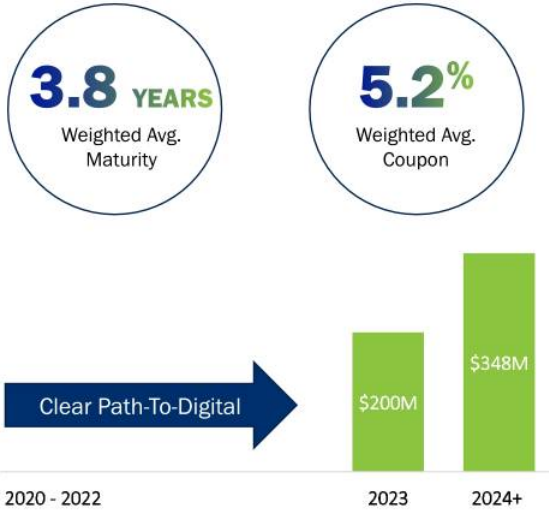 3.8 YEARS
Weighted Avg.
Maturity
5.2%
Weighted Avg.
Coupon
$348M
$200M
Clear Path-To-Digital
2020 - 2022
2023
2024+